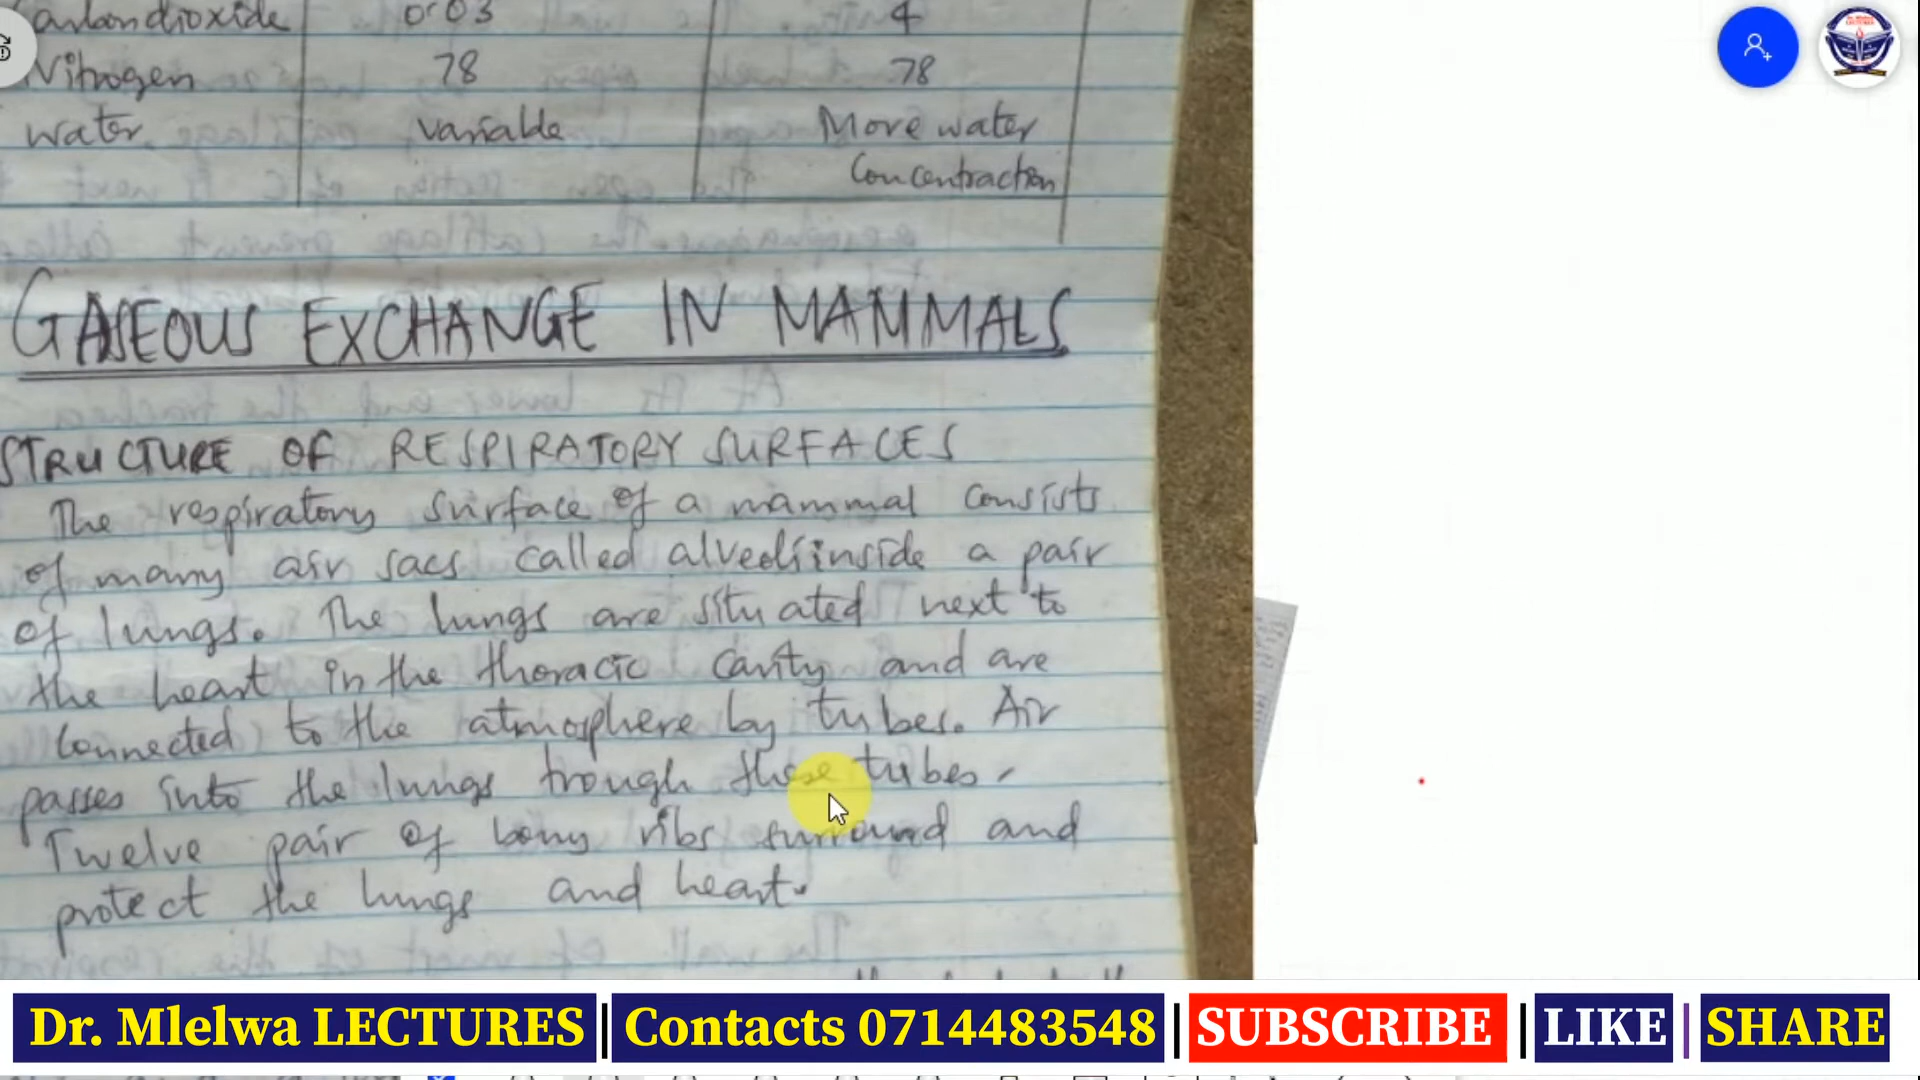 Carbondioxide 0.03 4
Nitrogen 78 78
Water variable More water
Concentraction
GASEOUS EXCHANGE IN MAMMALS
STRUCTURE OF RESPIRATORY SURFACES
The respiratory surface of a mammal consists
of many air sacs called alveoli inside a pair
of lungs. The lungs are situated next to
the heart in the thoracic cavity and are
connected to the atmosphere by tubes. Air
passes into the lungs trough these tubes.
Twelve pair of bony ribs surround and
protect the lungs and heart.
Dr. Mlelwa LECTURES | Contacts 0714483548 | SUBSCRIBE | LIKE | SHARE